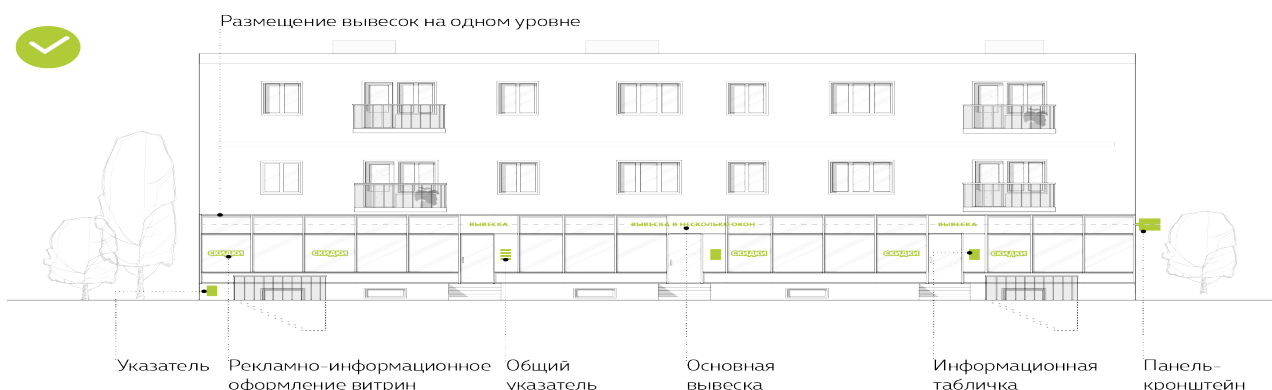 Размещение вывесок на одном уровне
ВЫВЕСКА
ВЫВЕСКА В НЕСКОЛЬКО ОКОН
ВЫВЕСКА
СКИДКИ
СКИДКИ
СКИДКИ
СКИДКИ
СКИДКИ
Указатель
Рекламно-информационное
оформление витрин
Общий
указатель
Основная
вывеска
Информационная
табличка
Панель-
кронштейн